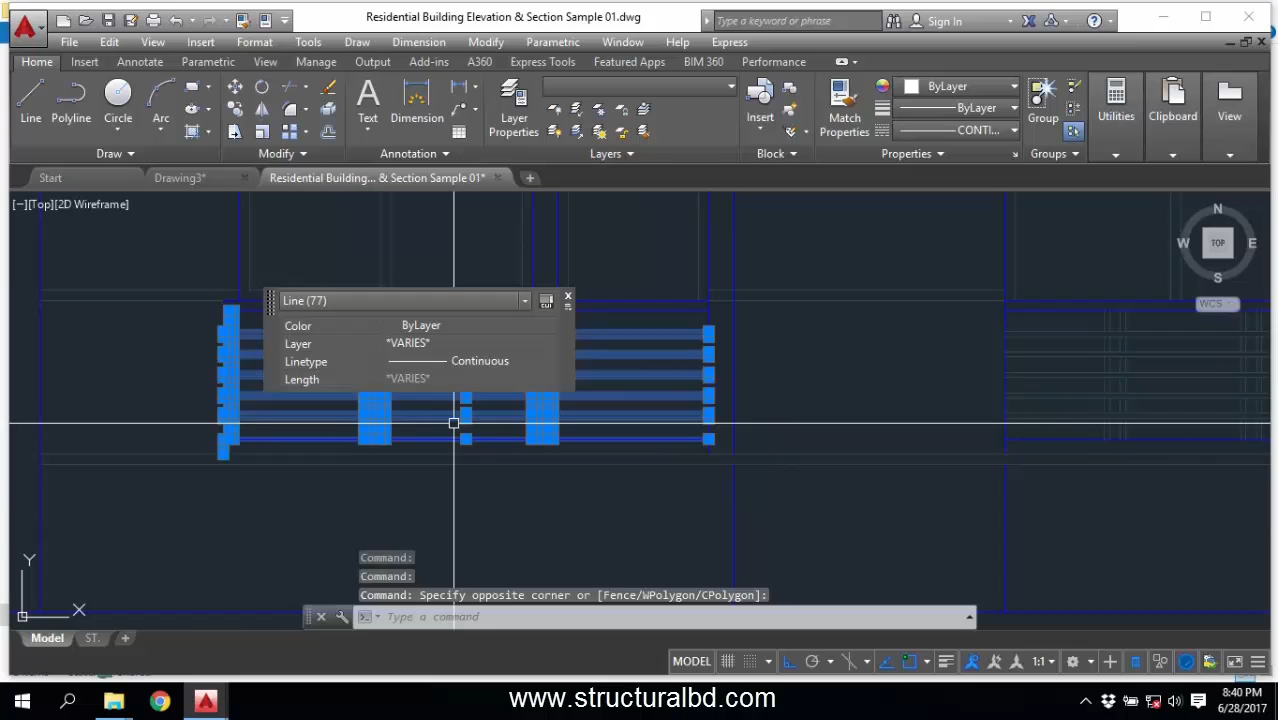 Residential Building Elevation & Section Sample 01.dwg
Type a keyword or phrase
Sign In
File Edit View Insert Format Tools Draw Dimension Modify Parametric Window Help Express
Home Insert Annotate Parametric View Manage Output Add-ins A360 Express Tools Featured Apps BIM 360 Performance
Line Polyline Circle Arc
Text Dimension
Layer Properties
Insert
Match Properties
ByLayer
ByLayer
CONTI...
Group
Utilities
Clipboard
View
Draw Modify Annotation Layers Block Properties Groups
Start Drawing3* Residential Building... & Section Sample 01*
[−][Top][2D Wireframe]
N
W TOP E
S
WCS
Line (77)
CUI
Color ByLayer
Layer *VARIES*
Linetype Continuous
Length *VARIES*
Y
X
Command:
Command:
Command: Specify opposite corner or [Fence/WPolygon/CPolygon]:
Type a command
Model ST.
MODEL 1:1
www.structuralbd.com
8:40 PM
6/28/2017